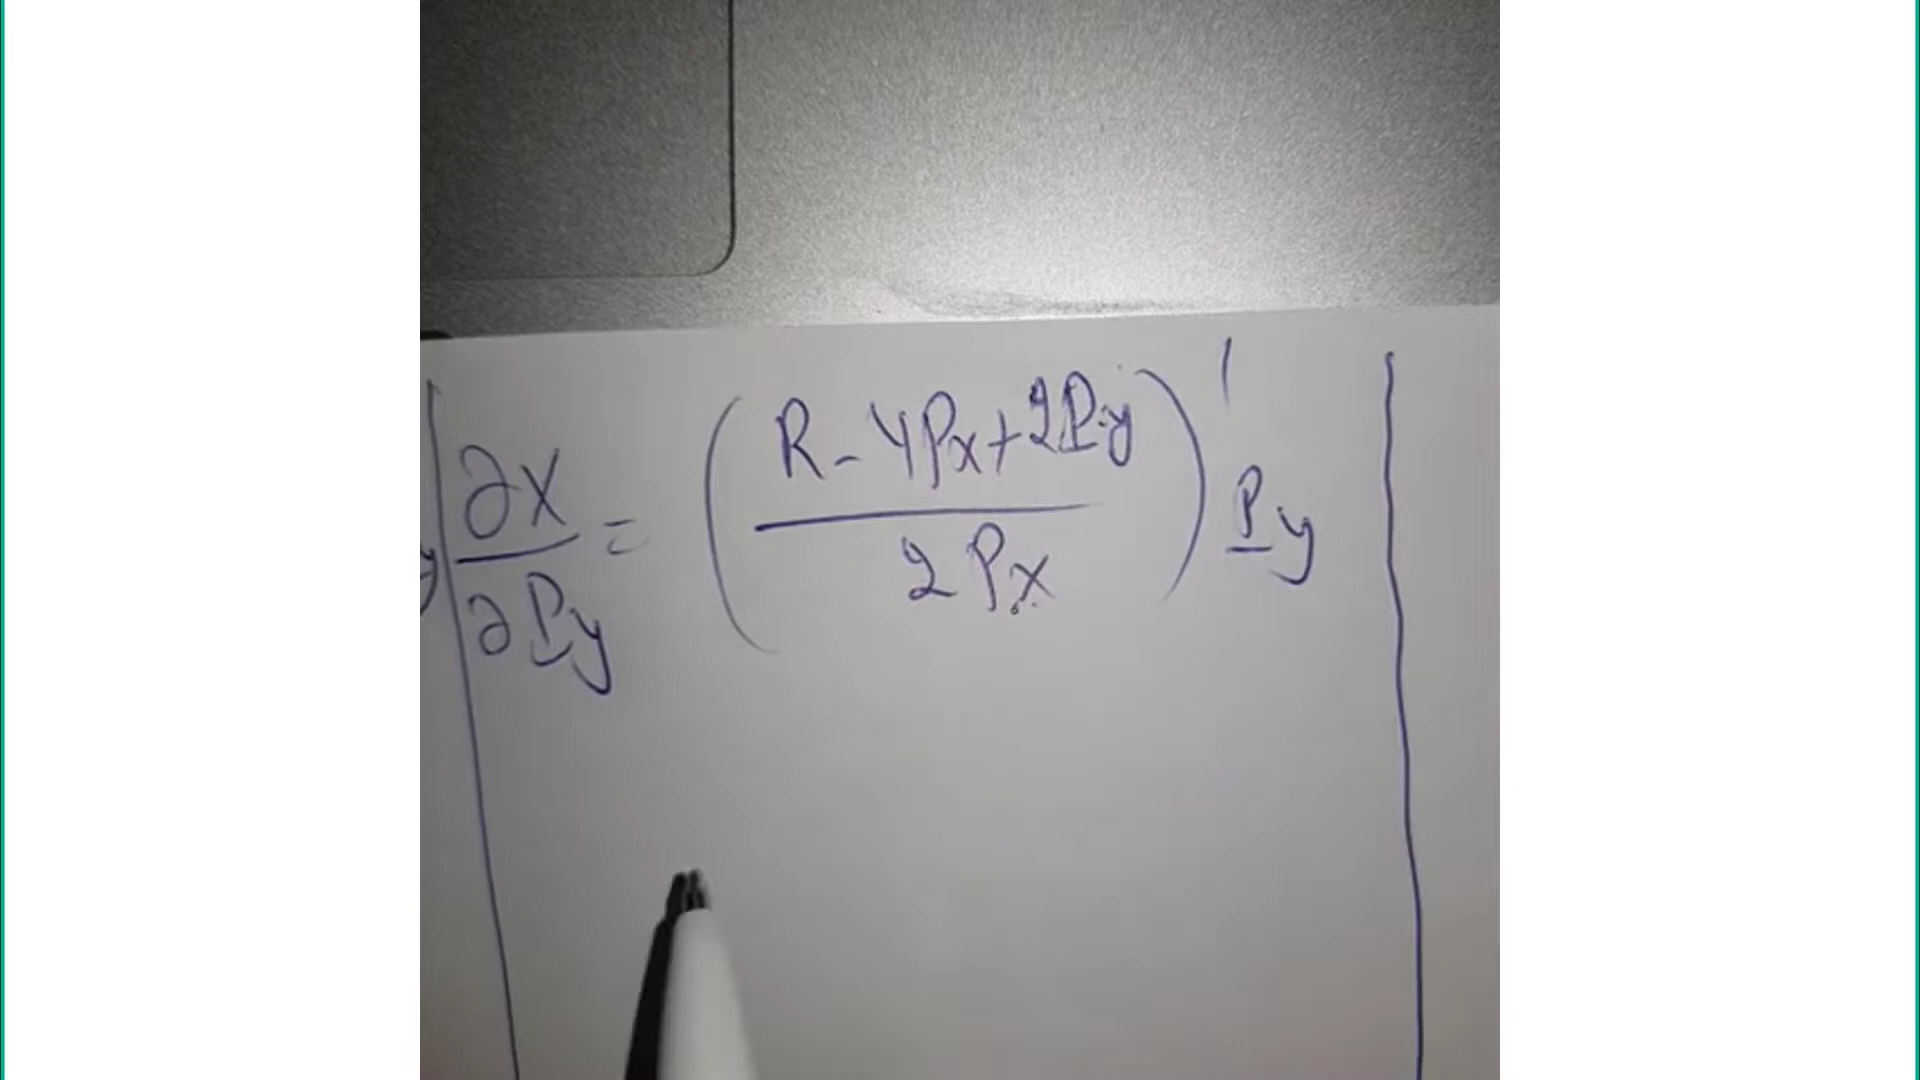 ∂X/∂Py = ((R - 4Px + 2Py)/(2Px))' Py